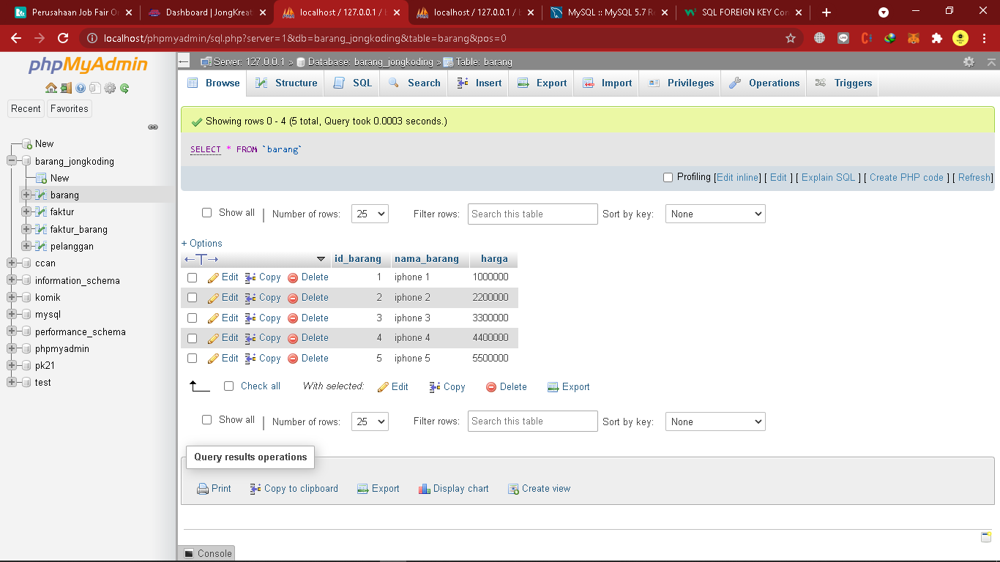 Perusahaan Job Fair On
Dashboard | JongKreat
localhost / 127.0.0.1 / b
localhost / 127.0.0.1 / b
MySQL :: MySQL 5.7 Re
SQL FOREIGN KEY Con
localhost/phpmyadmin/sql.php?server=1&db=barang_jongkoding&table=barang&pos=0
phpMyAdmin
Recent
Favorites
New
barang_jongkoding
New
barang
faktur
faktur_barang
pelanggan
ccan
information_schema
komik
mysql
performance_schema
phpmyadmin
pk21
test
Server: 127.0.0.1 » Database: barang_jongkoding » Table: barang
Browse Structure SQL Search Insert Export Import Privileges Operations Triggers
Showing rows 0 - 4 (5 total, Query took 0.0003 seconds.)
SELECT * FROM `barang`
Profiling [Edit inline] [ Edit ] [ Explain SQL ] [ Create PHP code ] [ Refresh]
Show all | Number of rows: 25 Filter rows: Search this table Sort by key: None
+ Options
←T→ id_barang nama_barang harga
Edit Copy Delete 1 iphone 1 1000000
Edit Copy Delete 2 iphone 2 2200000
Edit Copy Delete 3 iphone 3 3300000
Edit Copy Delete 4 iphone 4 4400000
Edit Copy Delete 5 iphone 5 5500000
Check all With selected: Edit Copy Delete Export
Show all | Number of rows: 25 Filter rows: Search this table Sort by key: None
Query results operations
Print Copy to clipboard Export Display chart Create view
Console